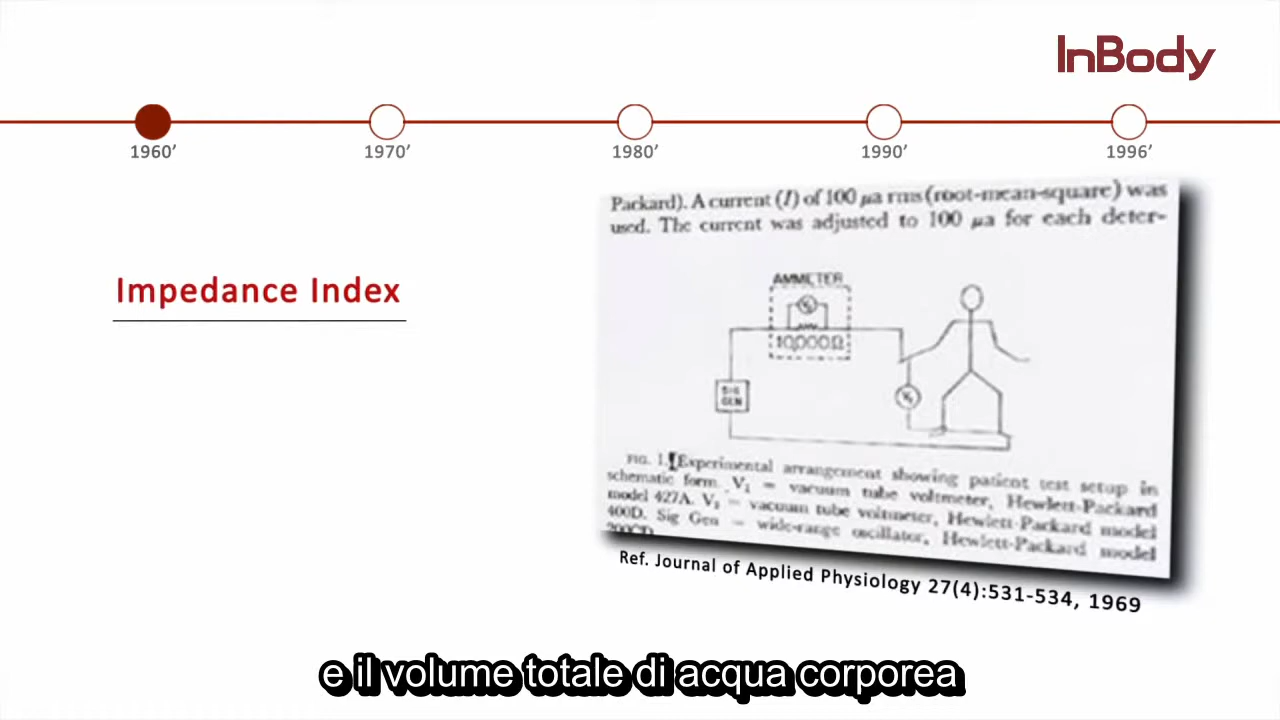 InBody
1960’ 1970’ 1980’ 1990’ 1996’
Impedance Index
Packard). A current (I) of 100 μa rms (root-mean-square) was
used. The current was adjusted to 100 μa for each deter-
AMMETER
V₂
10,000Ω
SIG
GEN
V₁
FIG. 1. Experimental arrangement showing patient test setup in
schematic form. V₁ = vacuum tube voltmeter, Hewlett-Packard
model 427A. V₂ = vacuum tube voltmeter, Hewlett-Packard model
400D. Sig Gen = wide-range oscillator, Hewlett-Packard model
200CD.
Ref. Journal of Applied Physiology 27(4):531-534, 1969
e il volume totale di acqua corporea